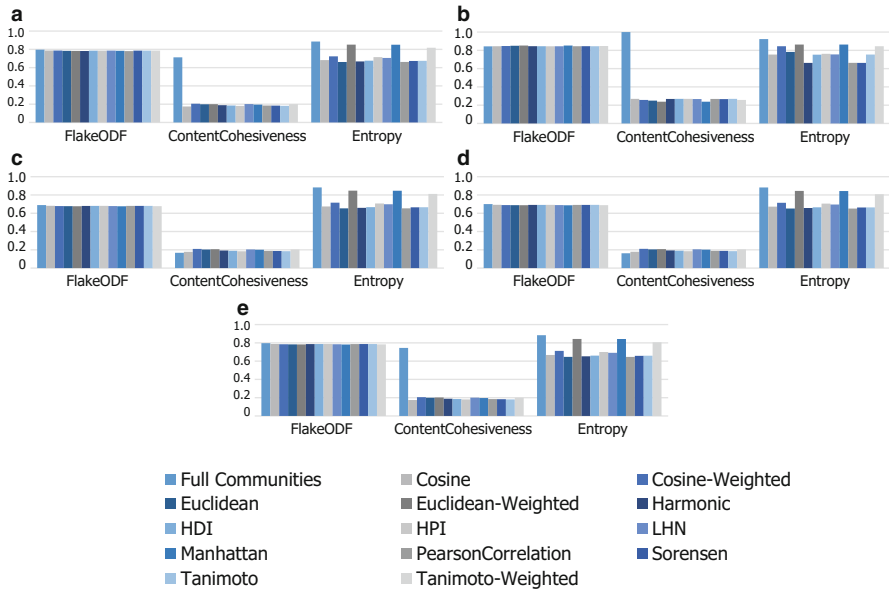 a
1.0
0.8
0.6
0.4
0.2
0
FlakeODF ContentCohesiveness Entropy
b
1.0
0.8
0.6
0.4
0.2
0
FlakeODF ContentCohesiveness Entropy
c
1.0
0.8
0.6
0.4
0.2
0
FlakeODF ContentCohesiveness Entropy
d
1.0
0.8
0.6
0.4
0.2
0
FlakeODF ContentCohesiveness Entropy
e
1.0
0.8
0.6
0.4
0.2
0
FlakeODF ContentCohesiveness Entropy
Full Communities Cosine Cosine-Weighted
Euclidean Euclidean-Weighted Harmonic
HDI HPI LHN
Manhattan PearsonCorrelation Sorensen
Tanimoto Tanimoto-Weighted